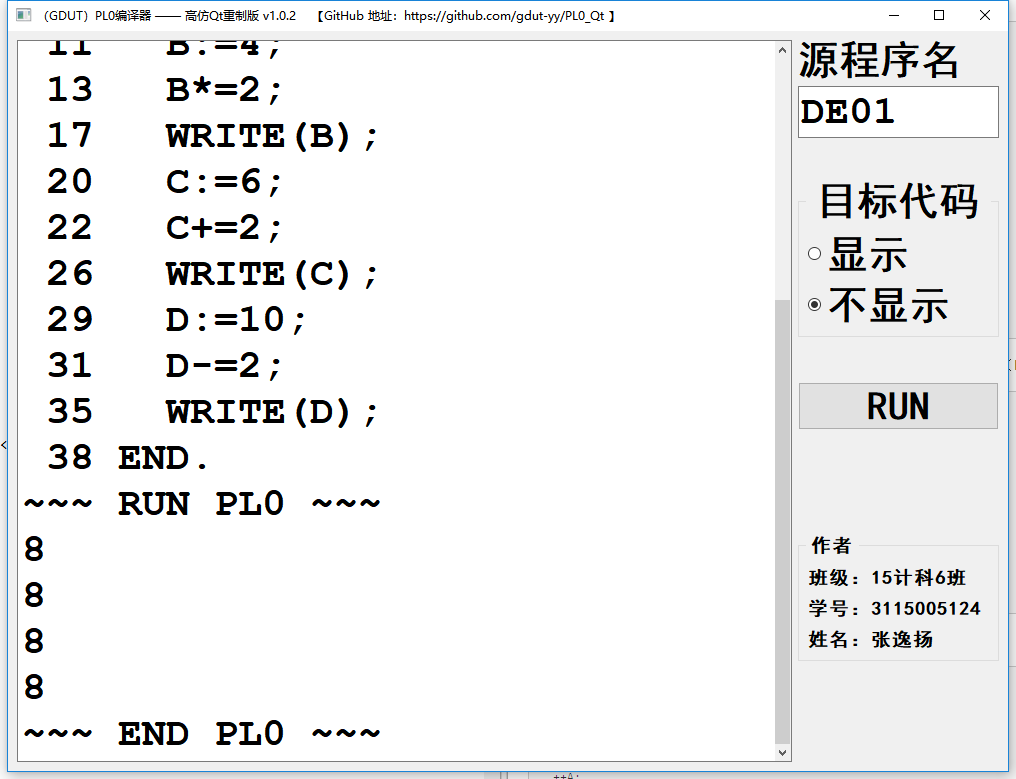 （GDUT）PL0编译器 —— 高仿Qt重制版 v1.0.2 【GitHub 地址：https://github.com/gdut-yy/PL0_Qt 】
11 B:=4;
13 B*=2;
17 WRITE(B);
20 C:=6;
22 C+=2;
26 WRITE(C);
29 D:=10;
31 D-=2;
35 WRITE(D);
38 END.
~~~ RUN PL0 ~~~
8
8
8
8
~~~ END PL0 ~~~
源程序名
DE01
目标代码
显示
不显示
RUN
作者
班级：15计科6班
学号：3115005124
姓名：张逸扬
++A;